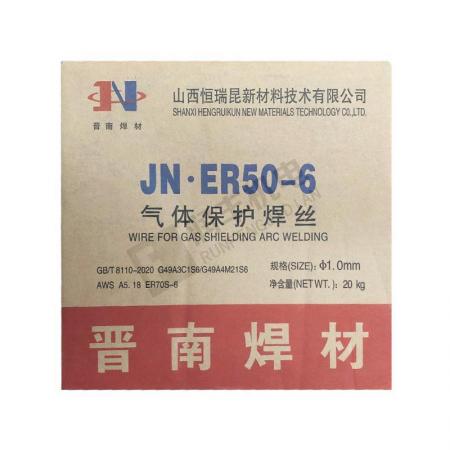 JN
晋南焊材
山西恒瑞昆新材料技术有限公司
SHANXI HENGRUIKUN NEW MATERIALS TECHNOLOGY CO.,LTD.
JN·ER50-6
气体保护焊丝
WIRE FOR GAS SHIELDING ARC WELDING
GB/T 8110-2020 G49A3C1S6/G49A4M21S6
规格(SIZE): Φ1.0mm
AWS A5.18 ER70S-6
净含量(NET WT.): 20 kg
晋南焊材